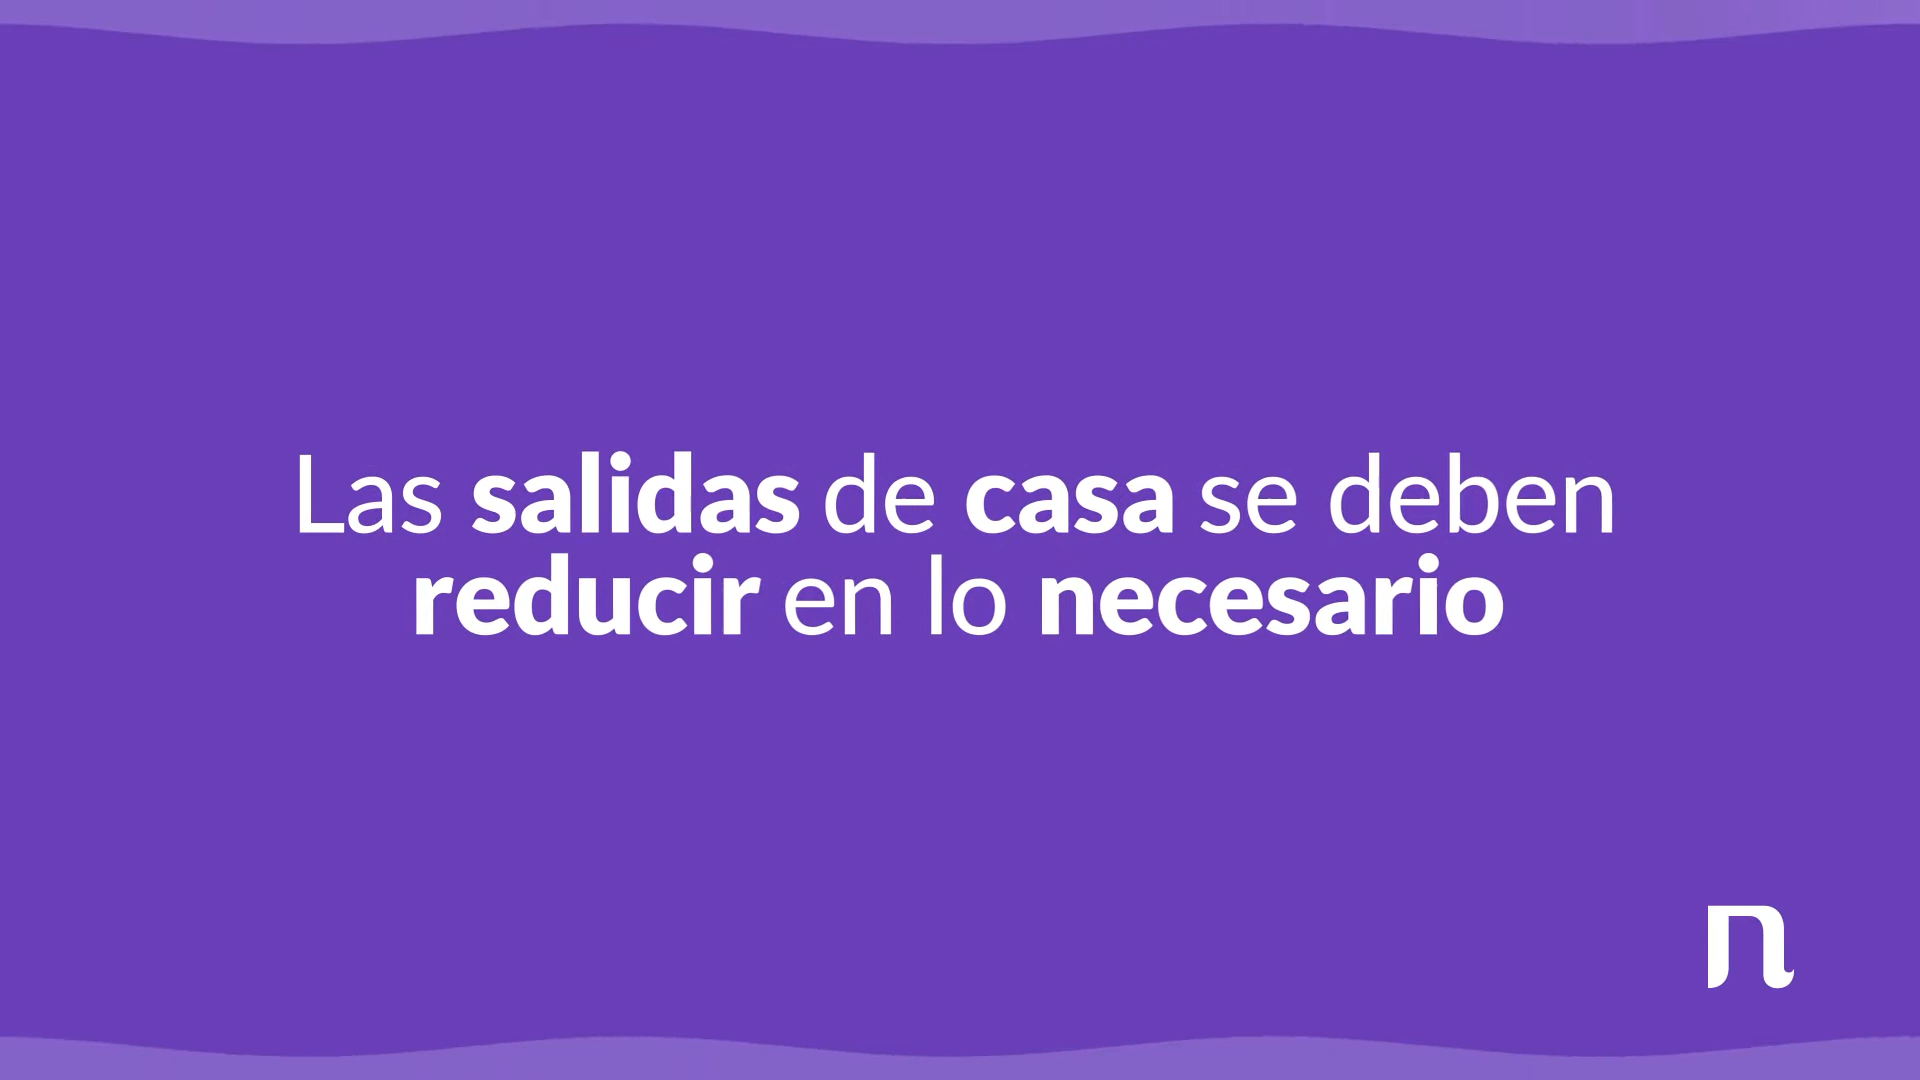 Las salidas de casa se deben
reducir en lo necesario
n